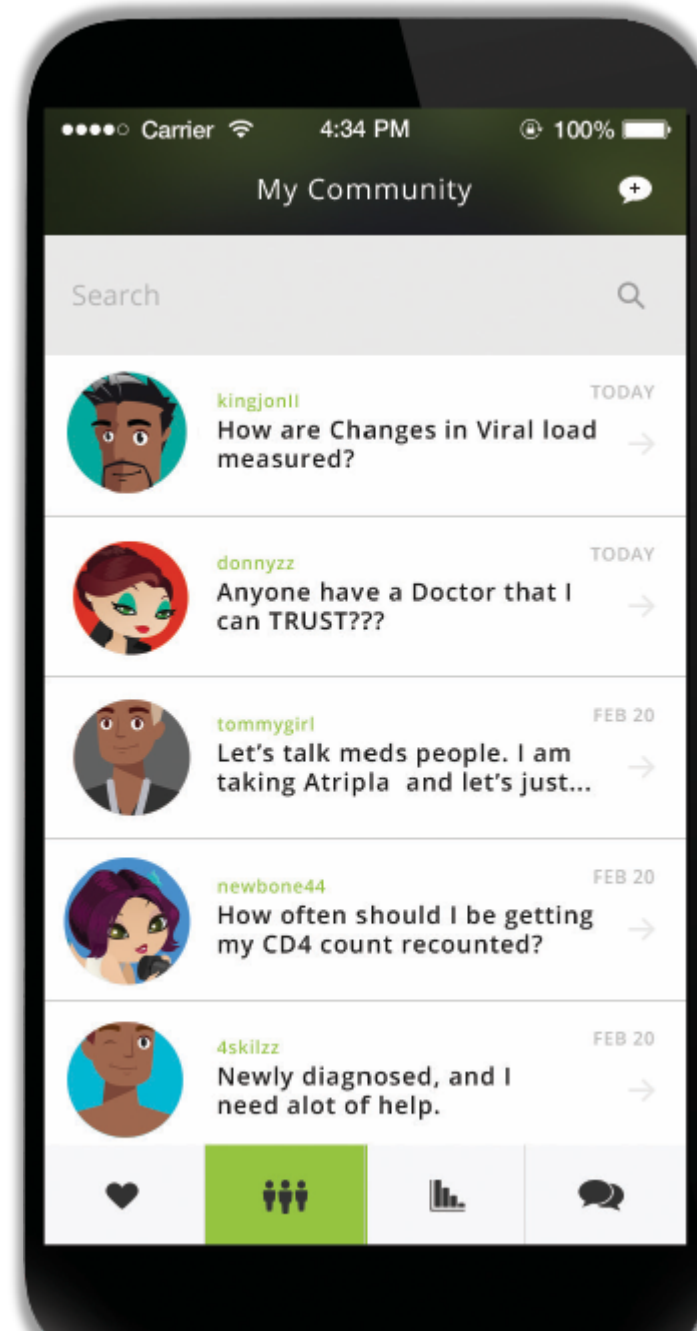 Carrier 4:34 PM 100%
My Community
Search
kingjonII
TODAY
How are Changes in Viral load
measured?
donnyzz
TODAY
Anyone have a Doctor that I
can TRUST???
tommygirl
FEB 20
Let's talk meds people. I am
taking Atripla and let's just...
newbone44
FEB 20
How often should I be getting
my CD4 count recounted?
4skilzz
FEB 20
Newly diagnosed, and I
need alot of help.